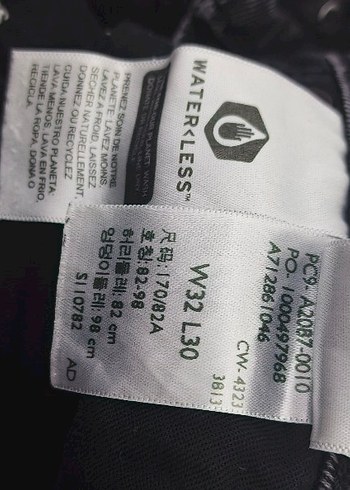 WATER<LESS™
PRENEZ SOIN DE NOTRE
PLANÈTE: LAVEZ MOINS,
LAVEZ À FROID, LAISSEZ
SÉCHER NATURELLEMENT,
DONNEZ OU RECYCLEZ.
CUIDA NUESTRO PLANETA:
LAVA MENOS, LAVA EN FRÍO,
TIENDE LA ROPA, DONA O
RECICLA.
PC9-A2087-0010
PO- 1000497968
A712861046
CW-4323
3813
W32 L30
尺码:170/82A
호칭:82-98
허리둘레:82 cm
엉덩이둘레:98 cm
S110782
AD